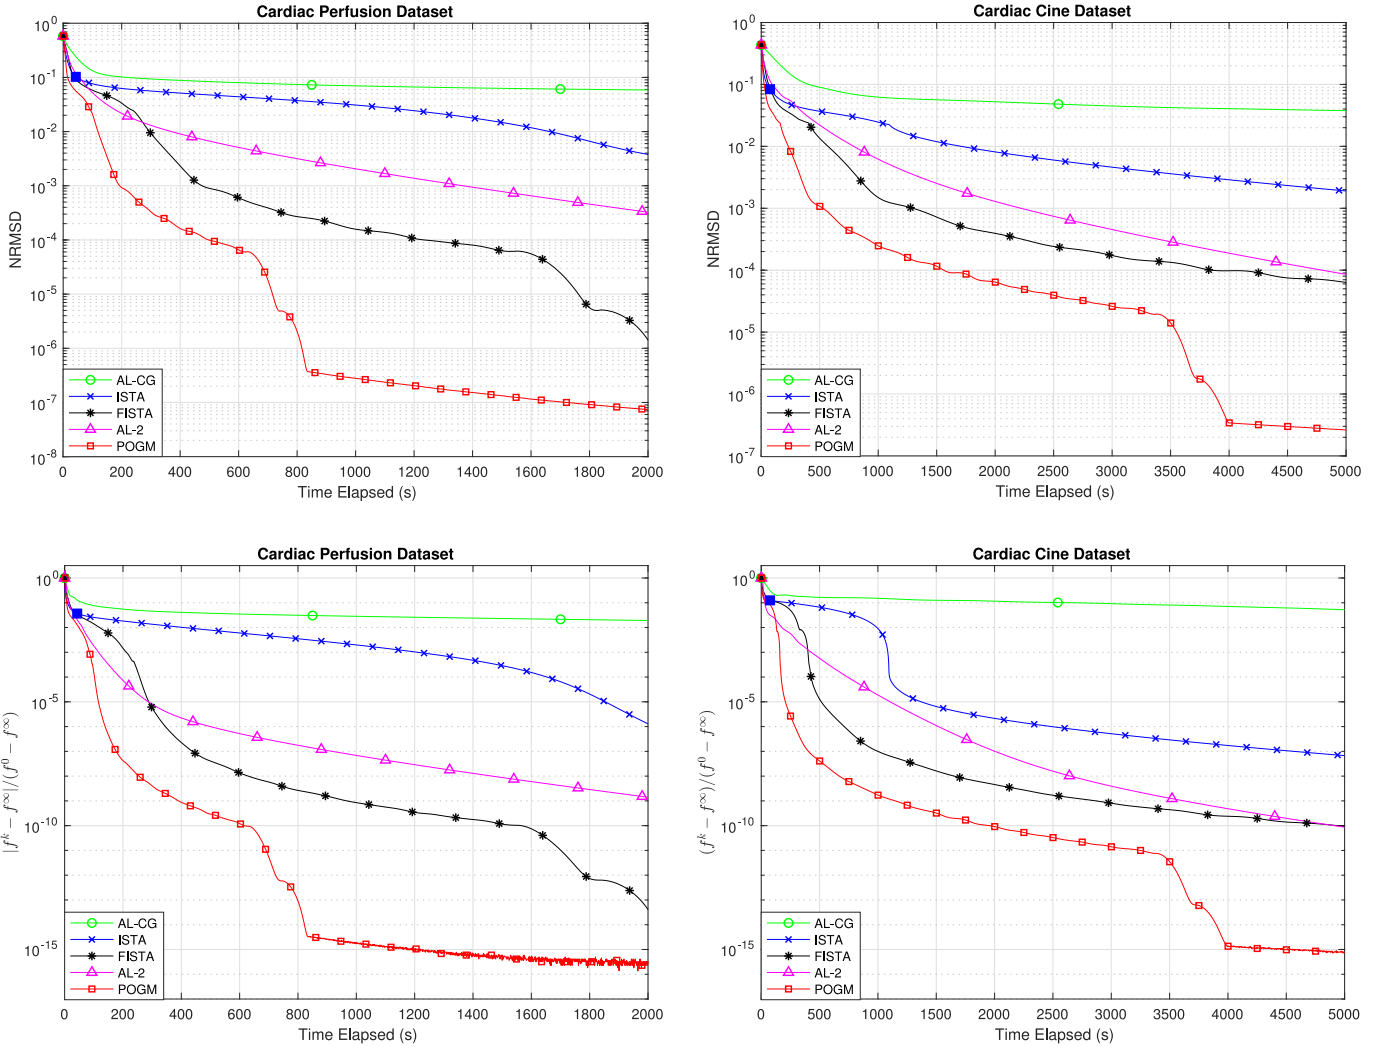 Cardiac Perfusion Dataset
NRMSD
10^0
10^-1
10^-2
10^-3
10^-4
10^-5
10^-6
10^-7
10^-8
AL-CG
ISTA
FISTA
AL-2
POGM
0 200 400 600 800 1000 1200 1400 1600 1800 2000
Time Elapsed (s)
Cardiac Cine Dataset
NRMSD
10^0
10^-1
10^-2
10^-3
10^-4
10^-5
10^-6
10^-7
AL-CG
ISTA
FISTA
AL-2
POGM
0 500 1000 1500 2000 2500 3000 3500 4000 4500 5000
Time Elapsed (s)
Cardiac Perfusion Dataset
|f^k − f^∞|/(f^0 − f^∞)
10^0
10^-5
10^-10
10^-15
AL-CG
ISTA
FISTA
AL-2
POGM
0 200 400 600 800 1000 1200 1400 1600 1800 2000
Time Elapsed (s)
Cardiac Cine Dataset
(f^k − f^∞)/(f^0 − f^∞)
10^0
10^-5
10^-10
10^-15
AL-CG
ISTA
FISTA
AL-2
POGM
0 500 1000 1500 2000 2500 3000 3500 4000 4500 5000
Time Elapsed (s)